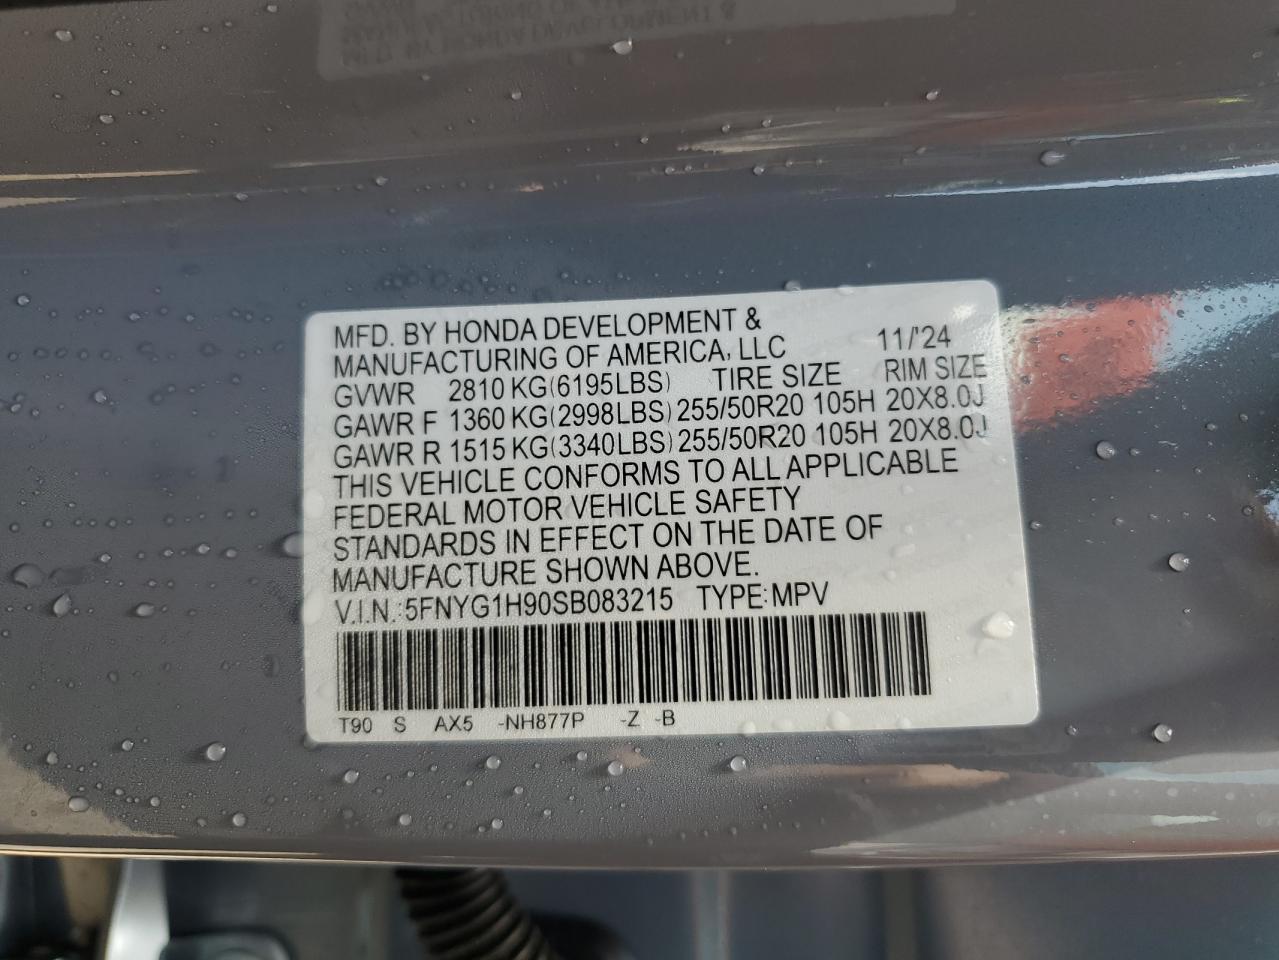 MFD. BY HONDA DEVELOPMENT &
MANUFACTURING OF AMERICA, LLC 11/'24
GVWR 2810 KG(6195LBS) TIRE SIZE RIM SIZE
GAWR F 1360 KG(2998LBS) 255/50R20 105H 20X8.0J
GAWR R 1515 KG(3340LBS) 255/50R20 105H 20X8.0J
THIS VEHICLE CONFORMS TO ALL APPLICABLE
FEDERAL MOTOR VEHICLE SAFETY
STANDARDS IN EFFECT ON THE DATE OF
MANUFACTURE SHOWN ABOVE.
V.I.N.:5FNYG1H90SB083215 TYPE:MPV
T90 S AX5 -NH877P -Z -B